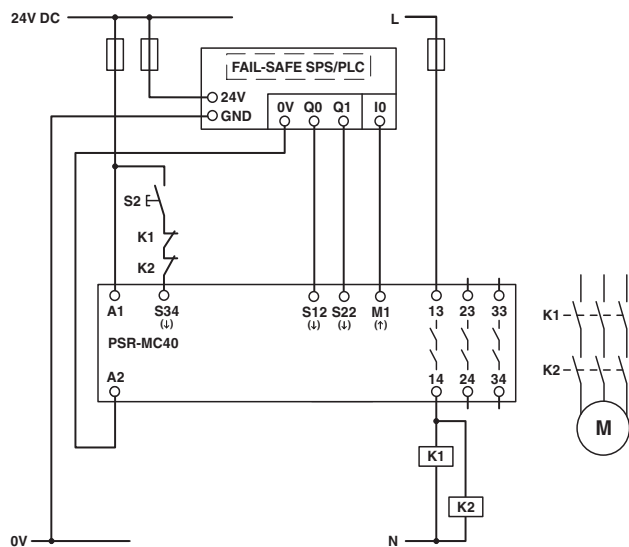 24V DC
L
FAIL-SAFE SPS/PLC
24V
GND
0V Q0 Q1 I0
S2
K1
K2
A1 S34 S12 S22 M1 13 23 33
(↓) (↓) (↓) (↑)
PSR-MC40
A2 14 24 34
K1
K2
M
K1
K2
0V N